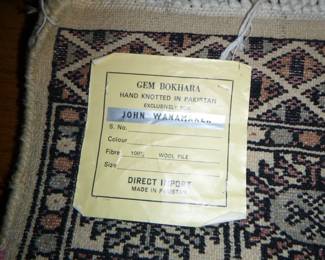 GEM BOKHARA
HAND KNOTTED IN PAKISTAN
EXCLUSIVELY FOR
JOHN WANAMAKER
S. No.
Colour
Fibre 100% WOOL PILE
Size
DIRECT IMPORT
MADE IN PAKISTAN